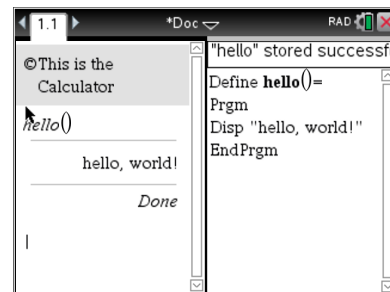 1.1
*Doc
RAD
©This is the
Calculator
hello()
hello, world!
Done
"hello" stored successf
Define hello()=
Prgm
Disp "hello, world!"
EndPrgm